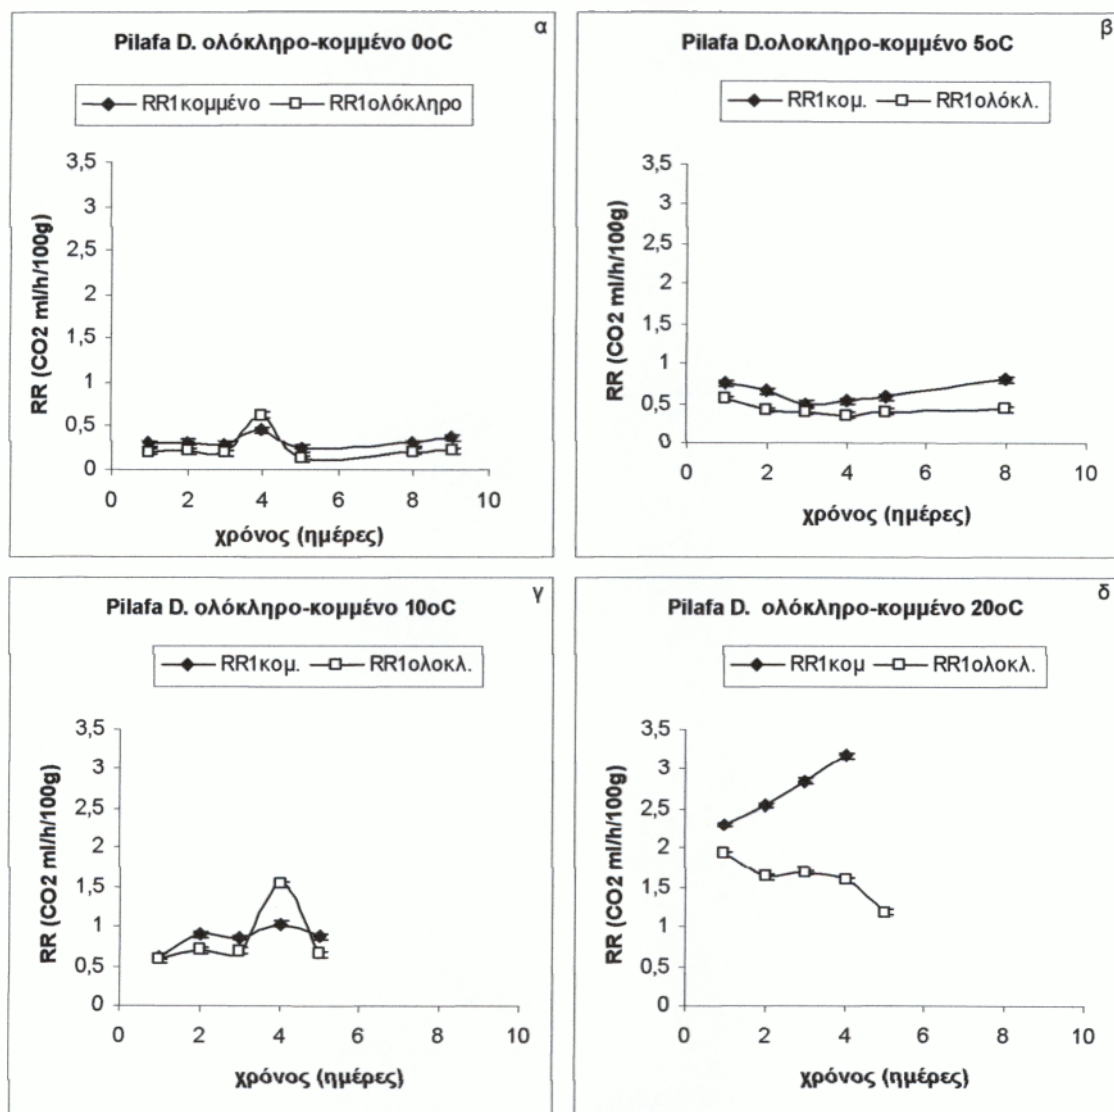 α
Pilafa D. ολόκληρο-κομμένο 0οC
RR1κομμένο RR1ολόκληρο
3,5
3
2,5
2
1,5
1
0,5
0
RR (CO2 ml/h/100g)
0 2 4 6 8 10
χρόνος (ημέρες)
β
Pilafa D.ολοκληρο-κομμένο 5οC
RR1κομ. RR1ολόκλ.
3,5
3
2,5
2
1,5
1
0,5
0
RR (CO2 ml/h/100g)
0 2 4 6 8 10
χρόνος (ημέρες)
γ
Pilafa D. ολόκληρο-κομμένο 10οC
RR1κομ. RR1ολοκλ.
3,5
3
2,5
2
1,5
1
0,5
0
RR (CO2 ml/h/100g)
0 2 4 6 8 10
χρόνος (ημέρες)
δ
Pilafa D. ολόκληρο-κομμένο 20οC
RR1κομ RR1ολοκλ.
3,5
3
2,5
2
1,5
1
0,5
0
RR (CO2 ml/h/100g)
0 2 4 6 8 10
χρόνος (ημέρες)